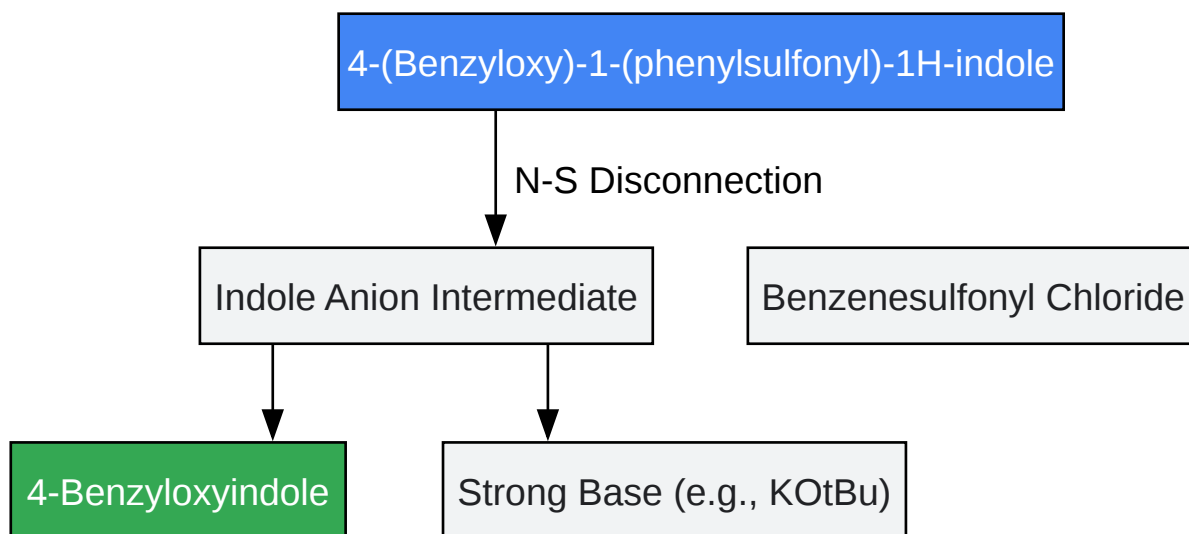 4-(Benzyloxy)-1-(phenylsulfonyl)-1H-indole
N-S Disconnection
Indole Anion Intermediate
Benzenesulfonyl Chloride
4-Benzyloxyindole
Strong Base (e.g., KOtBu)